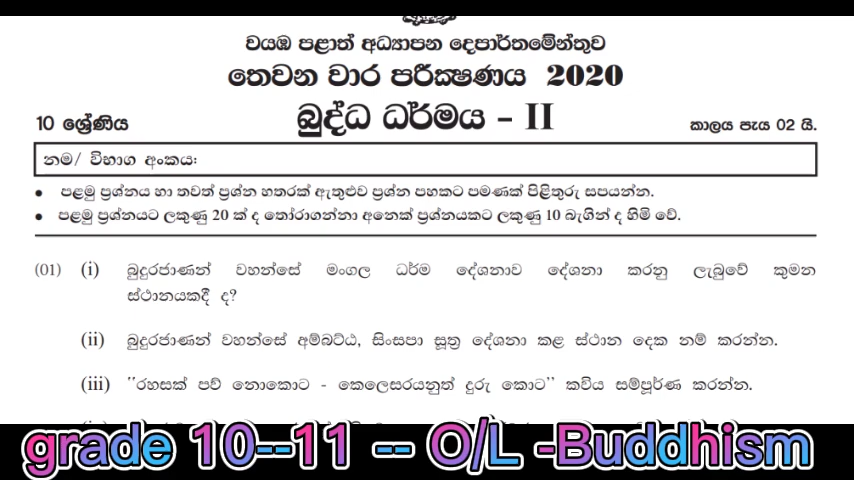 වයඹ පළාත් අධ්‍යාපන දෙපාර්තමේන්තුව
තෙවන වාර පරීක්ෂණය 2020
10 ශ්‍රේණිය
බුද්ධ ධර්මය - II
කාලය පැය 02 යි.
නම/ විභාග අංකය:
• පළමු ප්‍රශ්නය හා තවත් ප්‍රශ්න හතරක් ඇතුළුව ප්‍රශ්න පහකට පමණක් පිළිතුරු සපයන්න.
• පළමු ප්‍රශ්නයට ලකුණු 20 ක් ද තෝරාගන්නා අනෙක් ප්‍රශ්නයකට ලකුණු 10 බැගින් ද හිමි වේ.
(01) (i) බුදුරජාණන් වහන්සේ මංගල ධර්ම දේශනාව දේශනා කරනු ලැබුවේ කුමන
ස්ථානයකදී ද?
(ii) බුදුරජාණන් වහන්සේ අම්බට්ඨ, සිංසපා සූත්‍ර දේශනා කළ ස්ථාන දෙක නම් කරන්න.
(iii) "රහසක් පව් නොකොට - කෙලෙසරයනුත් දුරු කොට" කවිය සම්පූර්ණ කරන්න.
grade 10--11 -- O/L -Buddhism